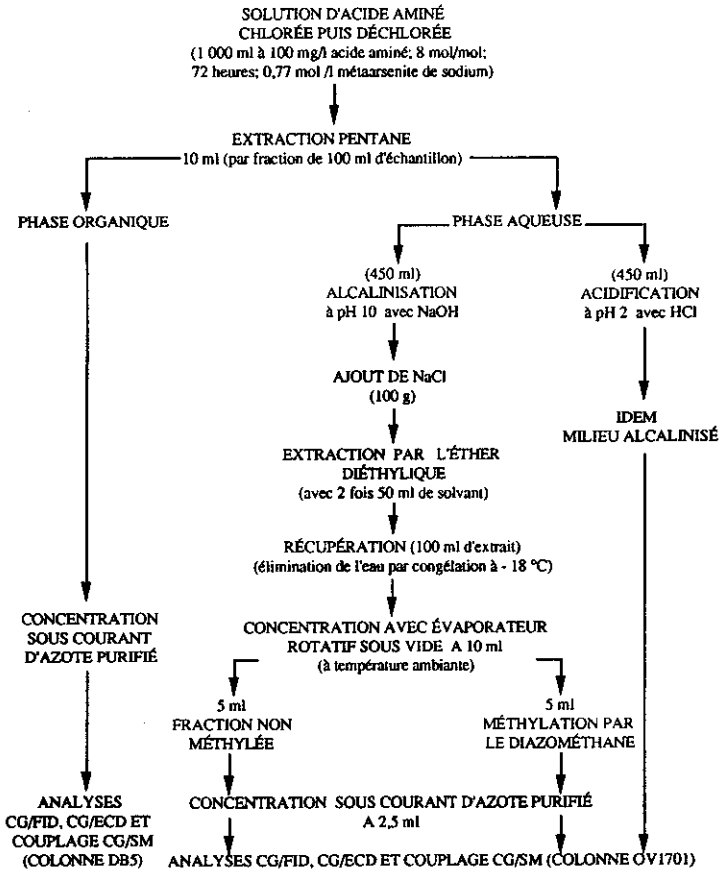 SOLUTION D'ACIDE AMINÉ
CHLORÉE PUIS DÉCHLORÉE
(1 000 ml à 100 mg/l acide aminé; 8 mol/mol;
72 heures; 0,77 mol /l métaarsenite de sodium)
EXTRACTION PENTANE
10 ml (par fraction de 100 ml d'échantillon)
PHASE ORGANIQUE
PHASE AQUEUSE
(450 ml)
ALCALINISATION
à pH 10 avec NaOH
(450 ml)
ACIDIFICATION
à pH 2 avec HCl
AJOUT DE NaCl
(100 g)
IDEM
MILIEU ALCALINISÉ
EXTRACTION PAR L'ÉTHER
DIÉTHYLIQUE
(avec 2 fois 50 ml de solvant)
RÉCUPÉRATION (100 ml d'extrait)
(élimination de l'eau par congélation à - 18 °C)
CONCENTRATION
SOUS COURANT
D'AZOTE PURIFIÉ
CONCENTRATION AVEC ÉVAPORATEUR
ROTATIF SOUS VIDE A 10 ml
(à température ambiante)
5 ml
FRACTION NON
MÉTHYLÉE
5 ml
MÉTHYLATION PAR
LE DIAZOMÉTHANE
ANALYSES
CG/FID, CG/ECD ET
COUPLAGE CG/SM
(COLONNE DB5)
CONCENTRATION SOUS COURANT D'AZOTE PURIFIÉ
A 2,5 ml
ANALYSES CG/FID, CG/ECD ET COUPLAGE CG/SM (COLONNE OV1701)